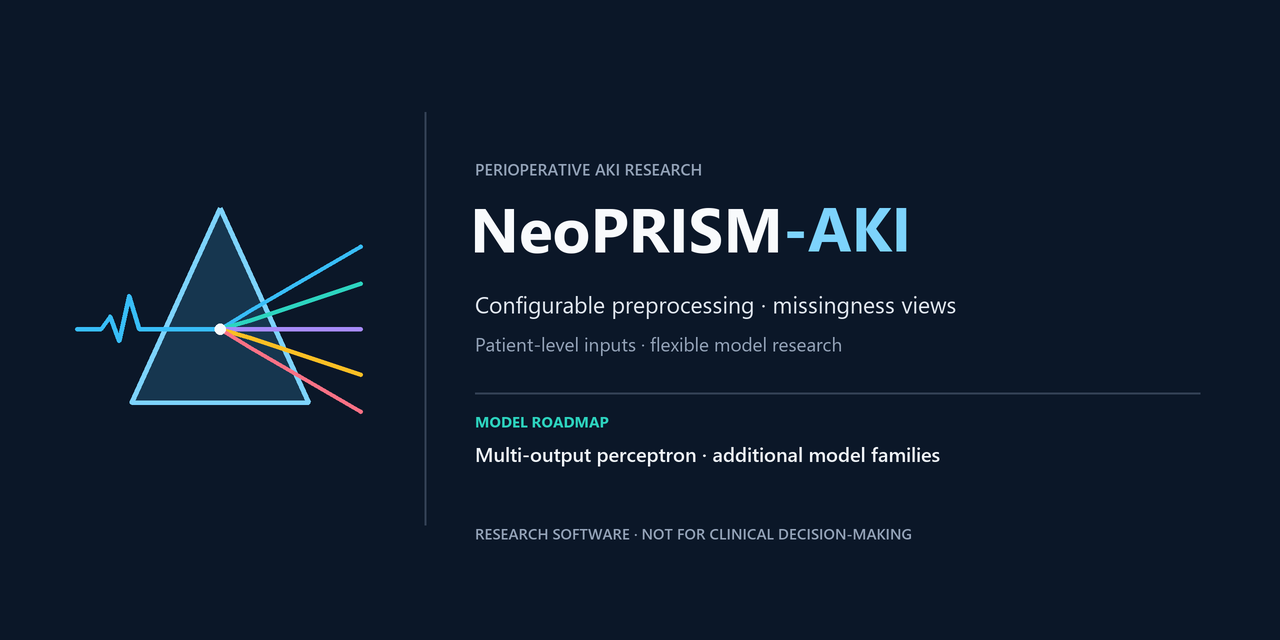 PERIOPERATIVE AKI RESEARCH
NeoPRISM-AKI
Configurable preprocessing · missingness views
Patient-level inputs · flexible model research
MODEL ROADMAP
Multi-output perceptron · additional model families
RESEARCH SOFTWARE · NOT FOR CLINICAL DECISION-MAKING